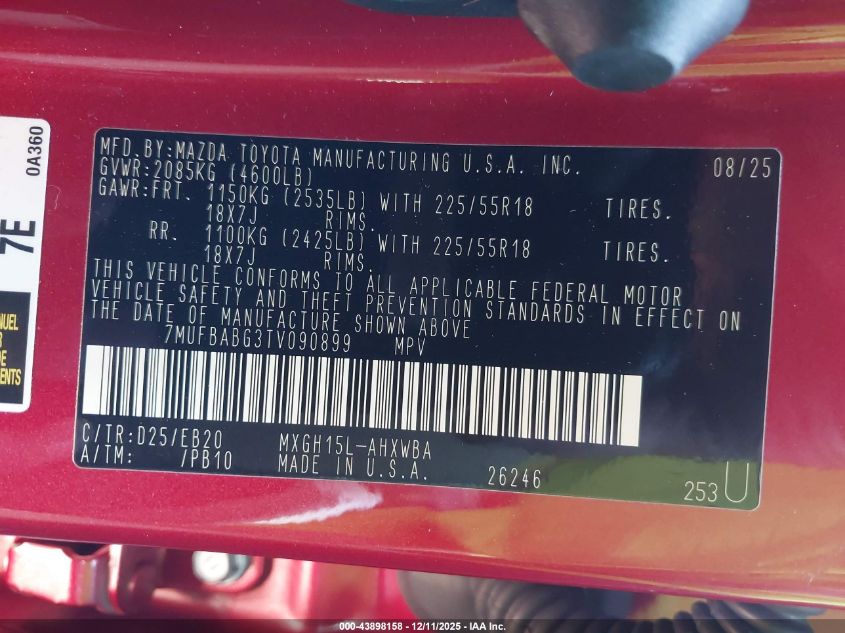 MFD.BY:MAZDA TOYOTA MANUFACTURING U.S.A. INC. 08/25
GVWR:2085KG (4600LB)
GAWR:FRT. 1150KG (2535LB) WITH 225/55R18 TIRES.
18X7J RIMS.
RR. 1100KG (2425LB) WITH 225/55R18 TIRES.
18X7J RIMS.
THIS VEHICLE CONFORMS TO ALL APPLICABLE FEDERAL MOTOR
VEHICLE SAFETY AND THEFT PREVENTION STANDARDS IN EFFECT ON
THE DATE OF MANUFACTURE SHOWN ABOVE
7MUFBABG3TV090899 MPV
C/TR:D25/EB20 MXGH15L-AHXWBA
A/TM: /PB10 MADE IN U.S.A. 26246
253 U
0A360
7E
NUEL
DE
ENTS
000-43898158 - 12/11/2025 - IAA Inc.